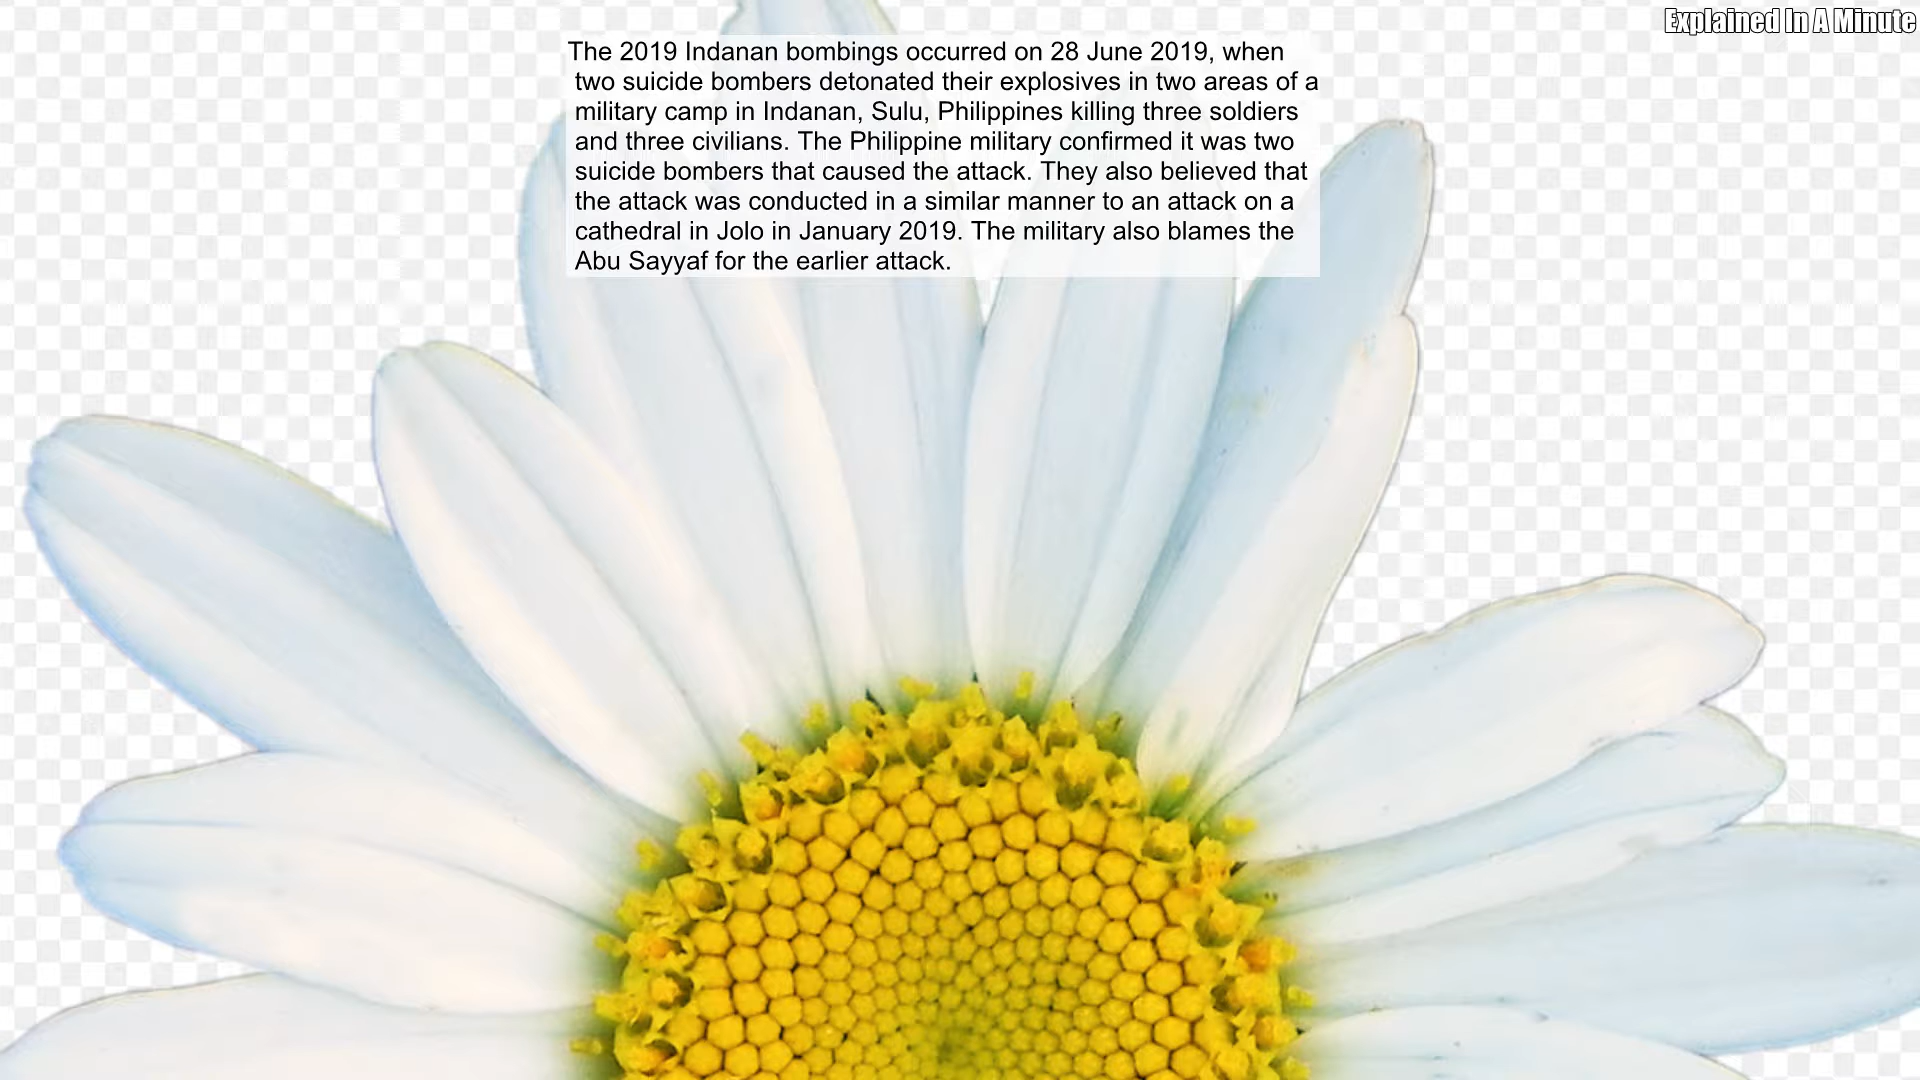 Explained In A Minute
The 2019 Indanan bombings occurred on 28 June 2019, when
two suicide bombers detonated their explosives in two areas of a
military camp in Indanan, Sulu, Philippines killing three soldiers
and three civilians. The Philippine military confirmed it was two
suicide bombers that caused the attack. They also believed that
the attack was conducted in a similar manner to an attack on a
cathedral in Jolo in January 2019. The military also blames the
Abu Sayyaf for the earlier attack.